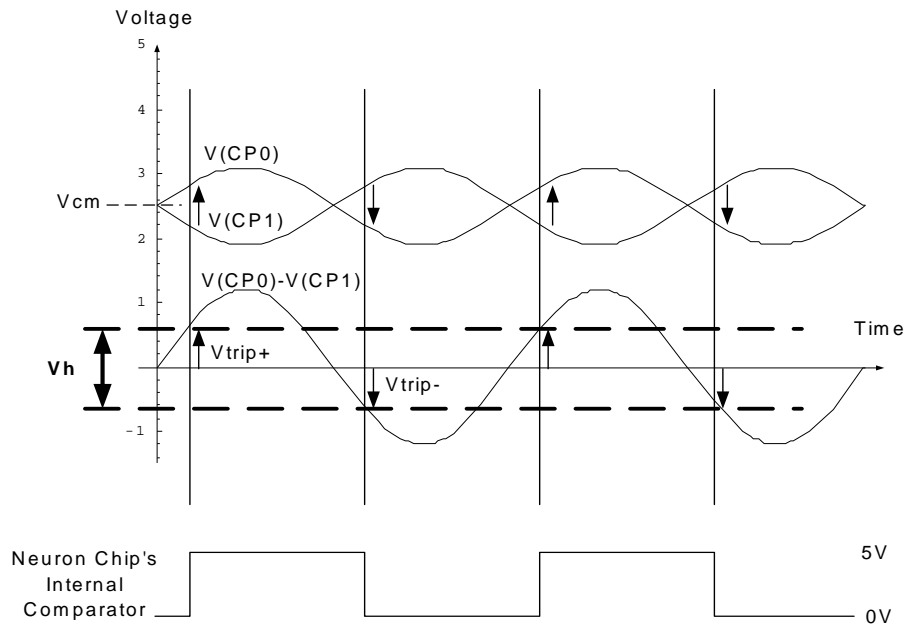 Voltage
5
4
V(CP0)
3
Vcm
V(CP1)
2
V(CP0)-V(CP1)
1
Time
Vtrip+
Vh
Vtrip-
-1
Neuron Chip's
Internal
Comparator
5V
0V